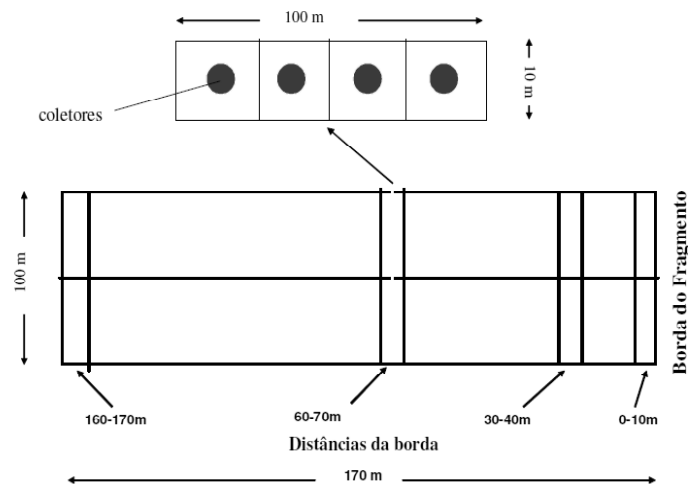 100 m
10 m
coletores
100 m
Borda do Fragmento
160-170m
60-70m
30-40m
0-10m
Distâncias da borda
170 m